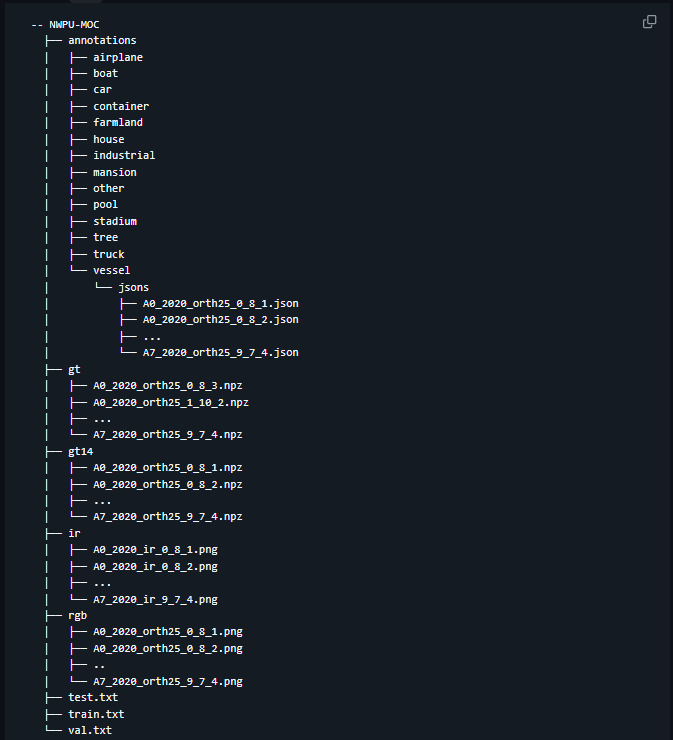 -- NWPU-MOC
├── annotations
│   ├── airplane
│   ├── boat
│   ├── car
│   ├── container
│   ├── farmland
│   ├── house
│   ├── industrial
│   ├── mansion
│   ├── other
│   ├── pool
│   ├── stadium
│   ├── tree
│   ├── truck
│   └── vessel
│       └── jsons
│           ├── A0_2020_orth25_0_8_1.json
│           ├── A0_2020_orth25_0_8_2.json
│           ├── ...
│           └── A7_2020_orth25_9_7_4.json
├── gt
│   ├── A0_2020_orth25_0_8_3.npz
│   ├── A0_2020_orth25_1_10_2.npz
│   ├── ...
│   └── A7_2020_orth25_9_7_4.npz
├── gt14
│   ├── A0_2020_orth25_0_8_1.npz
│   ├── A0_2020_orth25_0_8_2.npz
│   ├── ...
│   └── A7_2020_orth25_9_7_4.npz
├── ir
│   ├── A0_2020_ir_0_8_1.png
│   ├── A0_2020_ir_0_8_2.png
│   ├── ...
│   └── A7_2020_ir_9_7_4.png
├── rgb
│   ├── A0_2020_orth25_0_8_1.png
│   ├── A0_2020_orth25_0_8_2.png
│   ├── ..
│   └── A7_2020_orth25_9_7_4.png
├── test.txt
├── train.txt
└── val.txt